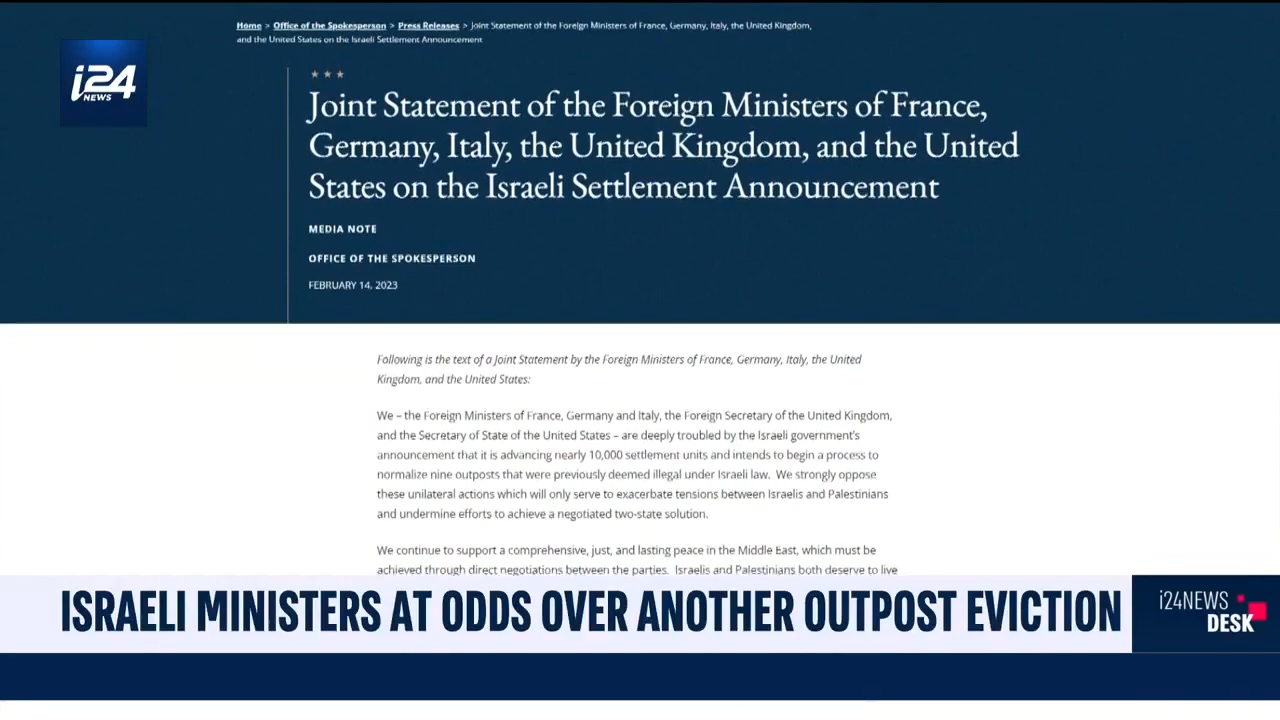 Home > Office of the Spokesperson > Press Releases > Joint Statement of the Foreign Ministers of France, Germany, Italy, the United Kingdom,
and the United States on the Israeli Settlement Announcement
i24
NEWS
Joint Statement of the Foreign Ministers of France,
Germany, Italy, the United Kingdom, and the United
States on the Israeli Settlement Announcement
MEDIA NOTE
OFFICE OF THE SPOKESPERSON
FEBRUARY 14, 2023
Following is the text of a Joint Statement by the Foreign Ministers of France, Germany, Italy, the United
Kingdom, and the United States:
We – the Foreign Ministers of France, Germany and Italy, the Foreign Secretary of the United Kingdom,
and the Secretary of State of the United States – are deeply troubled by the Israeli government's
announcement that it is advancing nearly 10,000 settlement units and intends to begin a process to
normalize nine outposts that were previously deemed illegal under Israeli law. We strongly oppose
these unilateral actions which will only serve to exacerbate tensions between Israelis and Palestinians
and undermine efforts to achieve a negotiated two-state solution.
We continue to support a comprehensive, just, and lasting peace in the Middle East, which must be
achieved through direct negotiations between the parties. Israelis and Palestinians both deserve to live
ISRAELI MINISTERS AT ODDS OVER ANOTHER OUTPOST EVICTION
i24NEWS
DESK